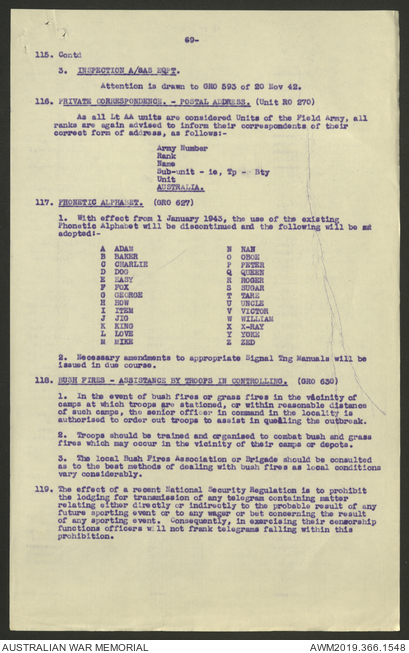 69-
115. Contd
3. INSPECTION A/GAS EQPT.
Attention is drawn to GRO 593 of 20 Nov 42.
116. PRIVATE CORRESPONDENCE. - POSTAL ADDRESS. (Unit RO 270)
As all Lt AA units are considered Units of the Field Army, all
ranks are again advised to inform their correspondents of their
correct form of address, as follows:-
Army Number
Rank
Name
Sub-unit - ie, Tp - Bty
Unit
AUSTRALIA.
117. PHONETIC ALPHABET. (GRO 627)
1. With effect from 1 January 1943, the use of the existing
Phonetic Alphabet will be discontinued and the following will be
adopted:-
A ADAM N NAN
B BAKER O OBOE
C CHARLIE P PETER
D DOG Q QUEEN
E EASY R ROGER
F FOX S SUGAR
G GEORGE T TARE
H HOW U UNCLE
I ITEM V VICTOR
J JIG W WILLIAM
K KING X X-RAY
L LOVE Y YOKE
M MIKE Z ZED
2. Necessary amendments to appropriate Signal Tng Manuals will be
issued in due course.
118. BUSH FIRES - ASSISTANCE BY TROOPS IN CONTROLLING. (GRO 630)
1. In the event of bush fires or grass fires in the vicinity of
camps at which troops are stationed, or within reasonable distance
of such camps, the senior officer in command in the locality is
authorised to order out troops to assist in quelling the outbreak.
2. Troops should be trained and organised to combat bush and grass
fires which may occur in the vicinity of their camps or depots.
3. The local Bush Fires Association or Brigade should be consulted
as to the best methods of dealing with bush fires as local conditions
vary considerably.
119. The effect of a recent National Security Regulation is to prohibit
the lodging for transmission of any telegram containing matter
relating either directly or indirectly to the probable result of any
future sporting event or to any wager or bet concerning the result
of any sporting event. Consequently, in exercising their censorship
functions officers will not frank telegrams falling within this
prohibition.
AUSTRALIAN WAR MEMORIAL AWM2019.366.1548